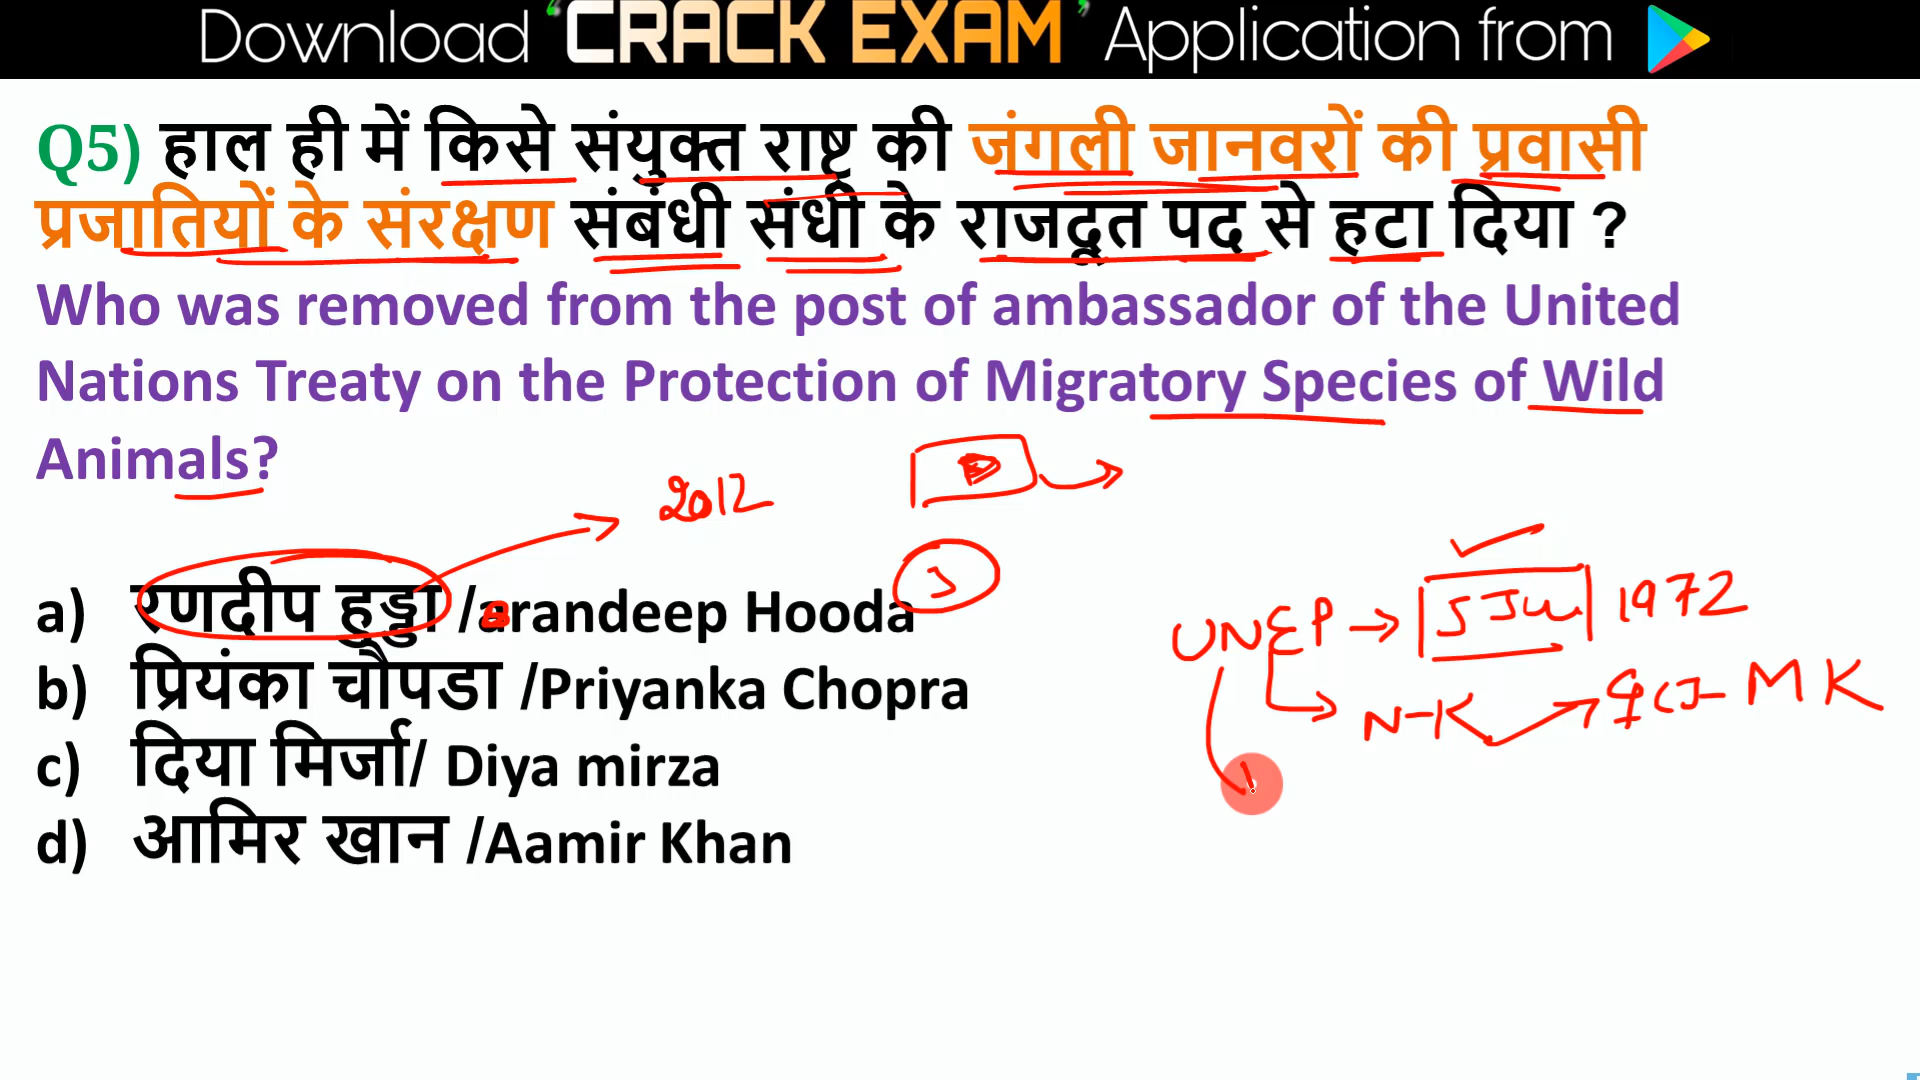 Download 'CRACK EXAM' Application from
Q5) हाल ही में किसे संयुक्त राष्ट्र की जंगली जानवरों की प्रवासी
प्रजातियों के संरक्षण संबंधी संधी के राजदूत पद से हटा दिया ?
Who was removed from the post of ambassador of the United
Nations Treaty on the Protection of Migratory Species of Wild
Animals?
2012
a) रणदीप हुड्डा /arandeep Hooda
UNEP → 5 Ju 1972
b) प्रियंका चौपडा /Priyanka Chopra
N-K MK
c) दिया मिर्जा/ Diya mirza
d) आमिर खान /Aamir Khan